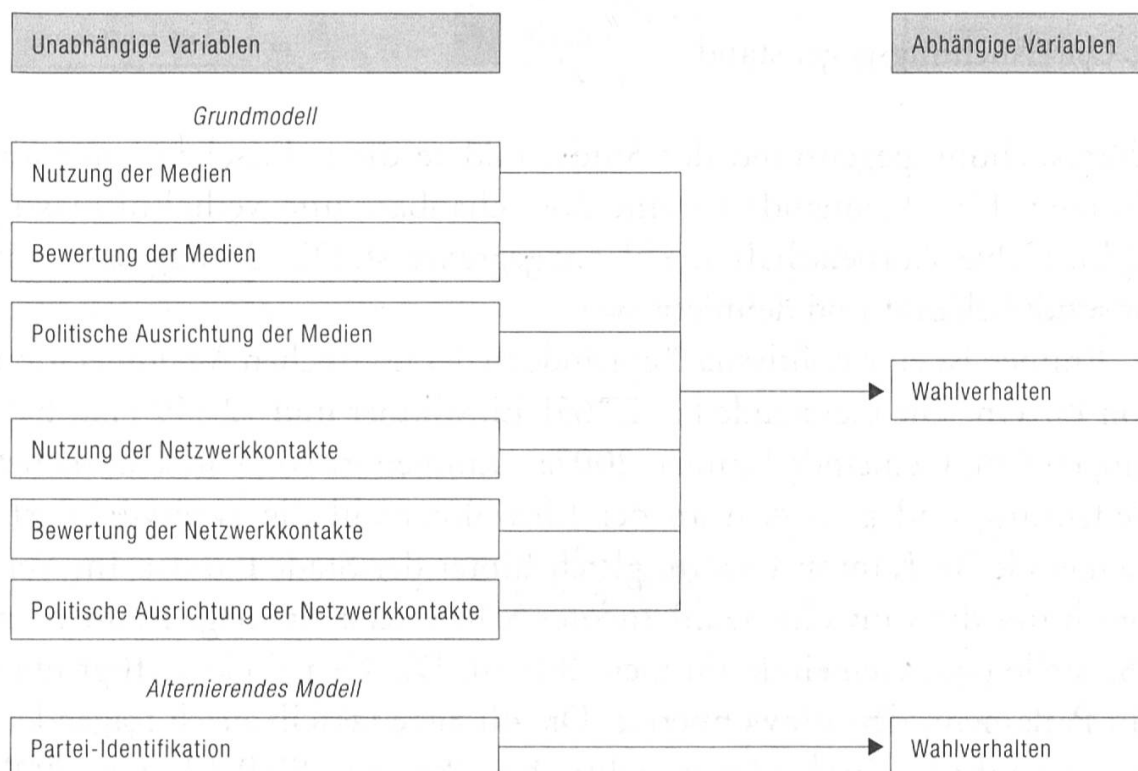 Unabhängige Variablen
Abhängige Variablen
Grundmodell
Nutzung der Medien
Bewertung der Medien
Politische Ausrichtung der Medien
Wahlverhalten
Nutzung der Netzwerkkontakte
Bewertung der Netzwerkkontakte
Politische Ausrichtung der Netzwerkkontakte
Alternierendes Modell
Partei-Identifikation
Wahlverhalten